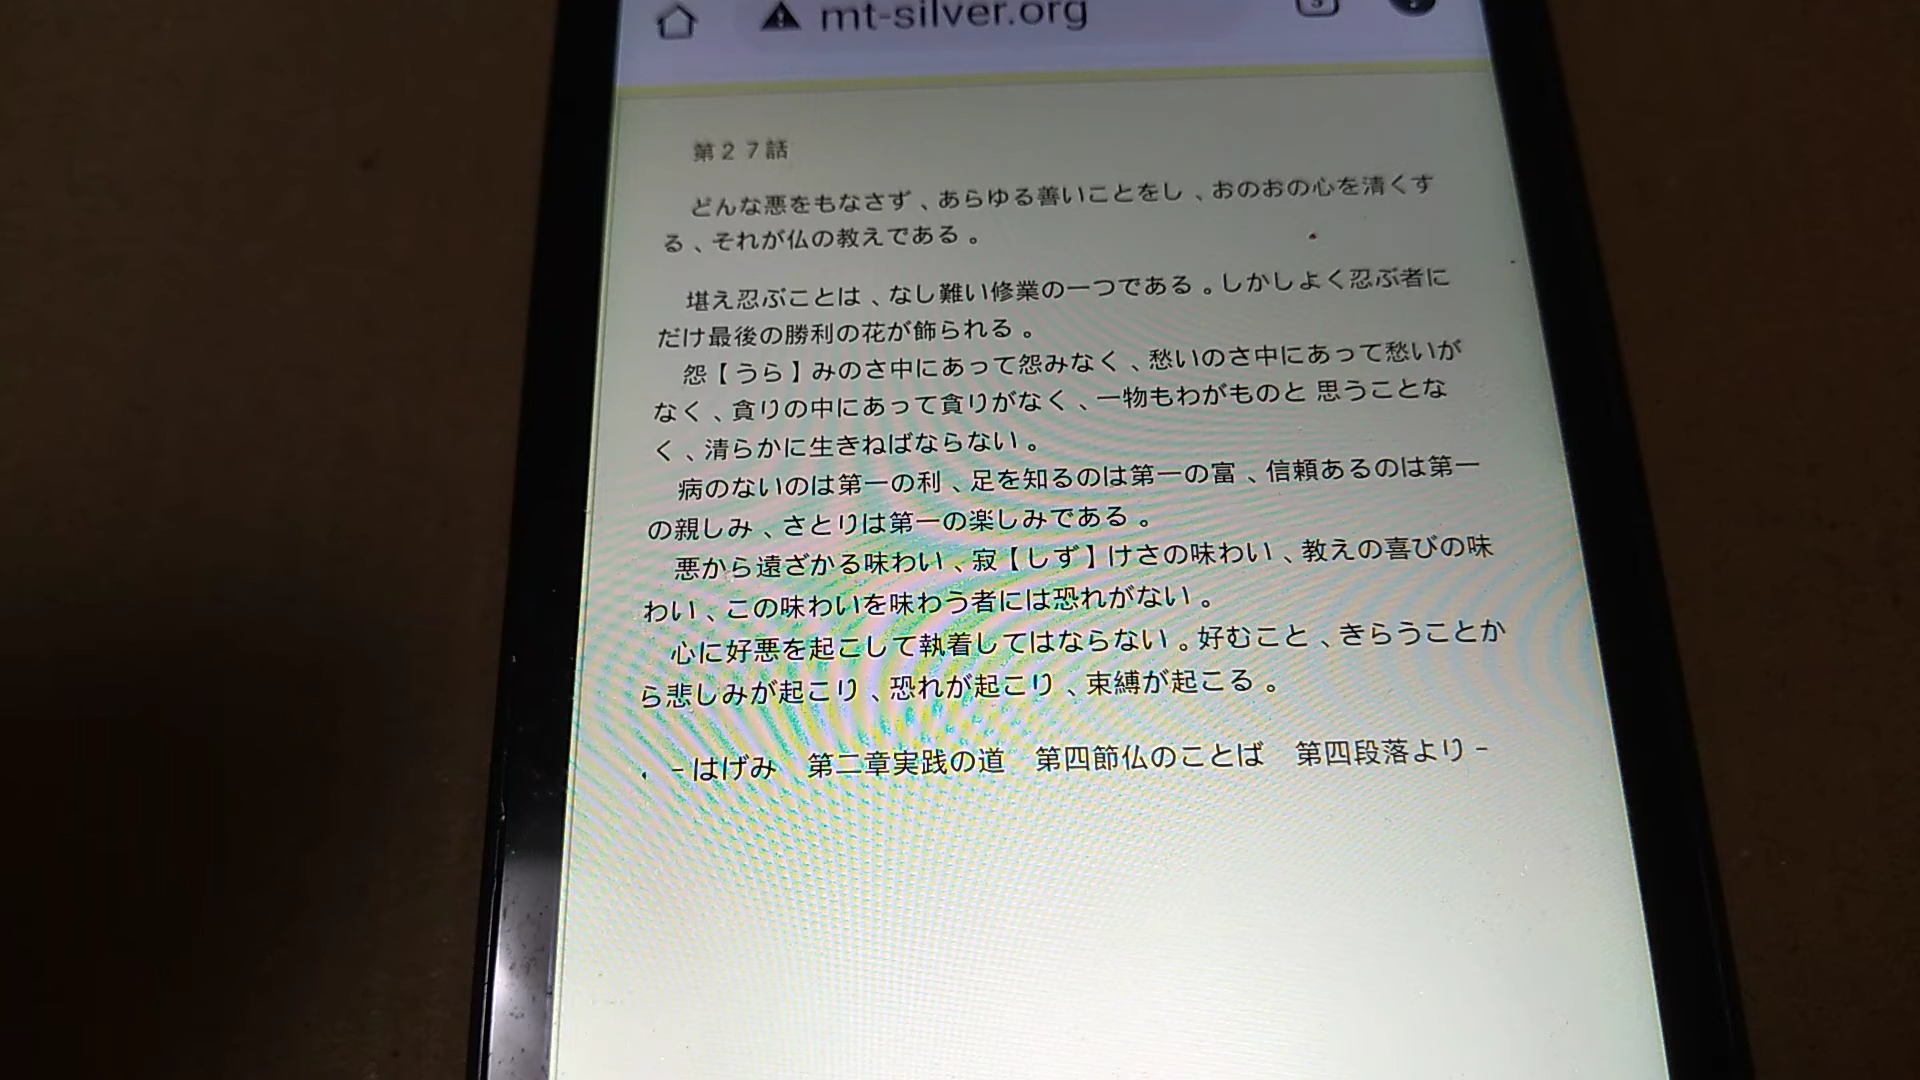 mt-silver.org
第２７話
どんな悪をもなさず、あらゆる善いことをし、おのおの心を清くす
る、それが仏の教えである。
堪え忍ぶことは、なし難い修業の一つである。しかしよく忍ぶ者に
だけ最後の勝利の花が飾られる。
怨【うら】みのさ中にあって怨みなく、愁いのさ中にあって愁いが
なく、貪りの中にあって貪りがなく、一物もわがものと 思うことな
く、清らかに生きねばならない。
病のないのは第一の利、足を知るのは第一の富、信頼あるのは第一
の親しみ、さとりは第一の楽しみである。
悪から遠ざかる味わい、寂【しず】けさの味わい、教えの喜びの味
わい、この味わいを味わう者には恐れがない。
心に好悪を起こして執着してはならない。好むこと、きらうことか
ら悲しみが起こり、恐れが起こり、束縛が起こる。
－はげみ　第二章実践の道　第四節仏のことば　第四段落より－